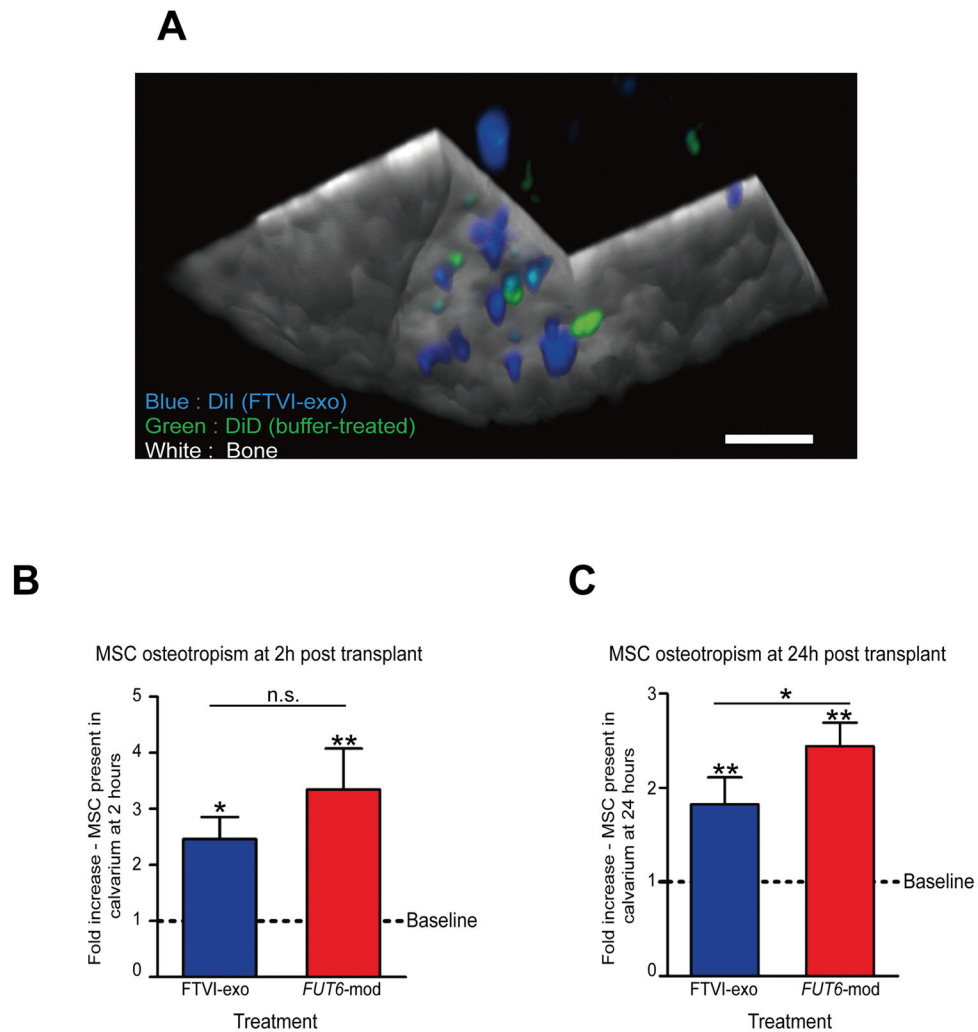 A
Blue : DiI (FTVI-exo)
Green : DiD (buffer-treated)
White : Bone
B
MSC osteotropism at 2h post transplant
Fold increase - MSC present in
calvarium at 2 hours
5
4
3
2
1
0
n.s.
*
**
Baseline
FTVI-exo
FUT6-mod
Treatment
C
MSC osteotropism at 24h post transplant
Fold increase - MSC present in
calvarium at 24 hours
3
2
1
0
*
**
**
Baseline
FTVI-exo
FUT6-mod
Treatment